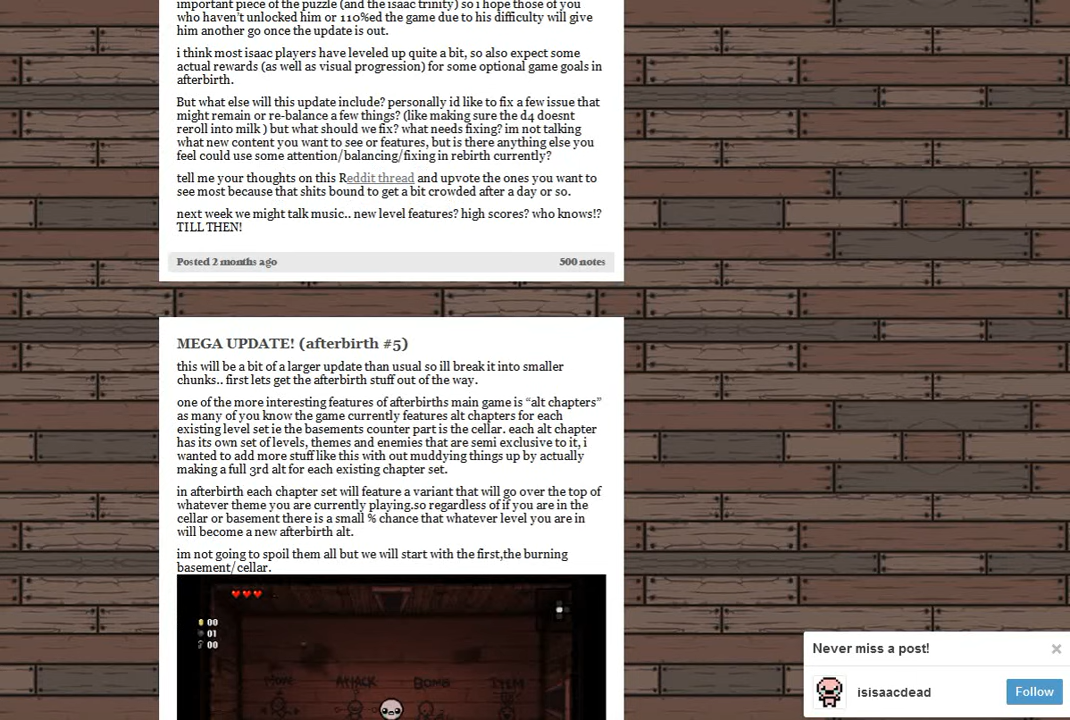 important piece of the puzzle (and the isaac trinity) so i hope those of you
who haven't unlocked him or 110%ed the game due to his difficulty will give
him another go once the update is out.
i think most isaac players have leveled up quite a bit, so also expect some
actual rewards (as well as visual progression) for some optional game goals in
afterbirth.
But what else will this update include? personally id like to fix a few issue that
might remain or re-balance a few things? (like making sure the d4 doesnt
reroll into milk ) but what should we fix? what needs fixing? im not talking
what new content you want to see or features, but is there anything else you
feel could use some attention/balancing/fixing in rebirth currently?
tell me your thoughts on this Reddit thread and upvote the ones you want to
see most because that shits bound to get a bit crowded after a day or so.
next week we might talk music.. new level features? high scores? who knows!?
TILL THEN!
Posted 2 months ago 500 notes
MEGA UPDATE! (afterbirth #5)
this will be a bit of a larger update than usual so ill break it into smaller
chunks.. first lets get the afterbirth stuff out of the way.
one of the more interesting features of afterbirths main game is “alt chapters”
as many of you know the game currently features alt chapters for each
existing level set ie the basements counter part is the cellar. each alt chapter
has its own set of levels, themes and enemies that are semi exclusive to it, i
wanted to add more stuff like this with out muddying things up by actually
making a full 3rd alt for each existing chapter set.
in afterbirth each chapter set will feature a variant that will go over the top of
whatever theme you are currently playing.so regardless of if you are in the
cellar or basement there is a small % chance that whatever level you are in
will become a new afterbirth alt.
im not going to spoil them all but we will start with the first,the burning
basement/cellar.
00
01
00
MOVE ATTACK BOMB ITEM
Never miss a post!
isisaacdead
Follow